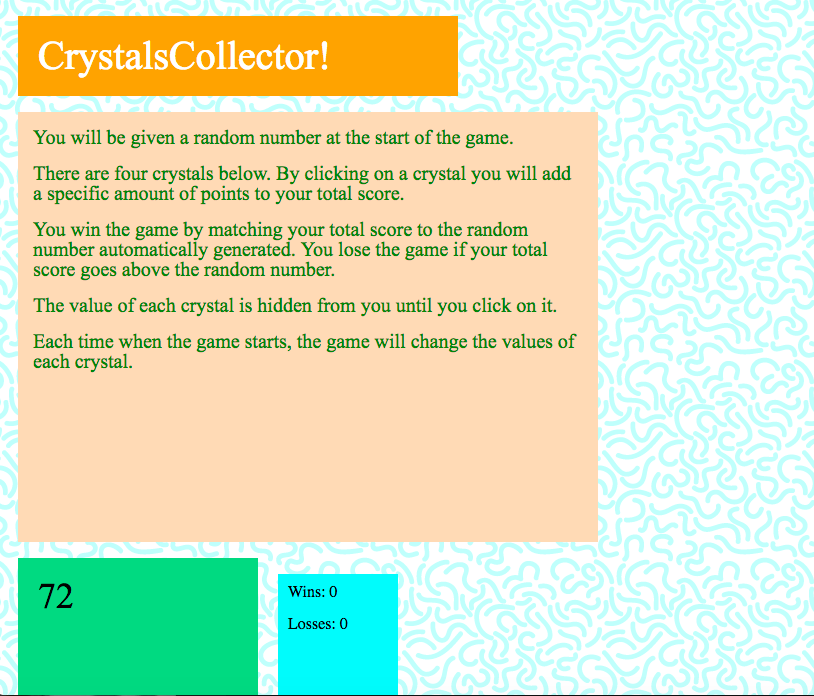 CrystalsCollector!
You will be given a random number at the start of the game.
There are four crystals below. By clicking on a crystal you will add
a specific amount of points to your total score.
You win the game by matching your total score to the random
number automatically generated. You lose the game if your total
score goes above the random number.
The value of each crystal is hidden from you until you click on it.
Each time when the game starts, the game will change the values of
each crystal.
72
Wins: 0
Losses: 0